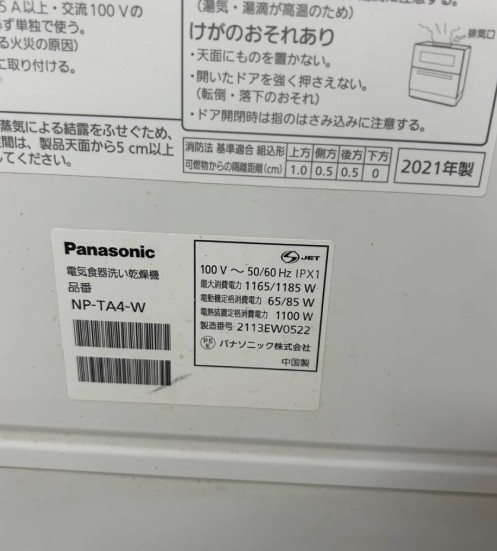 5A以上・交流100Vの
ず単独で使う。
る火災の原因)
に取り付ける。
蒸気による結露をふせぐため、
間は、製品天面から5cm以上
てください。
(湯気・湯滴が高温のため)
けがのおそれあり
・天面にものを置かない。
・開いたドアを強く押さえない。
(転倒・落下のおそれ)
・ドア開閉時は指のはさみ込みに注意する。
排気口
消防法 基準適合 組込形 上方 側方 後方 下方
可燃物からの離隔距離(cm) 1.0 0.5 0.5 0
2021年製
Panasonic
電気食器洗い乾燥機
品番
NP-TA4-W
S JET
100V～50/60Hz IPX1
最大消費電力 1165/1185W
電動機定格消費電力 65/85W
電熱装置定格消費電力 1100W
製造番号 2113EW0522
PSE パナソニック株式会社
中国製